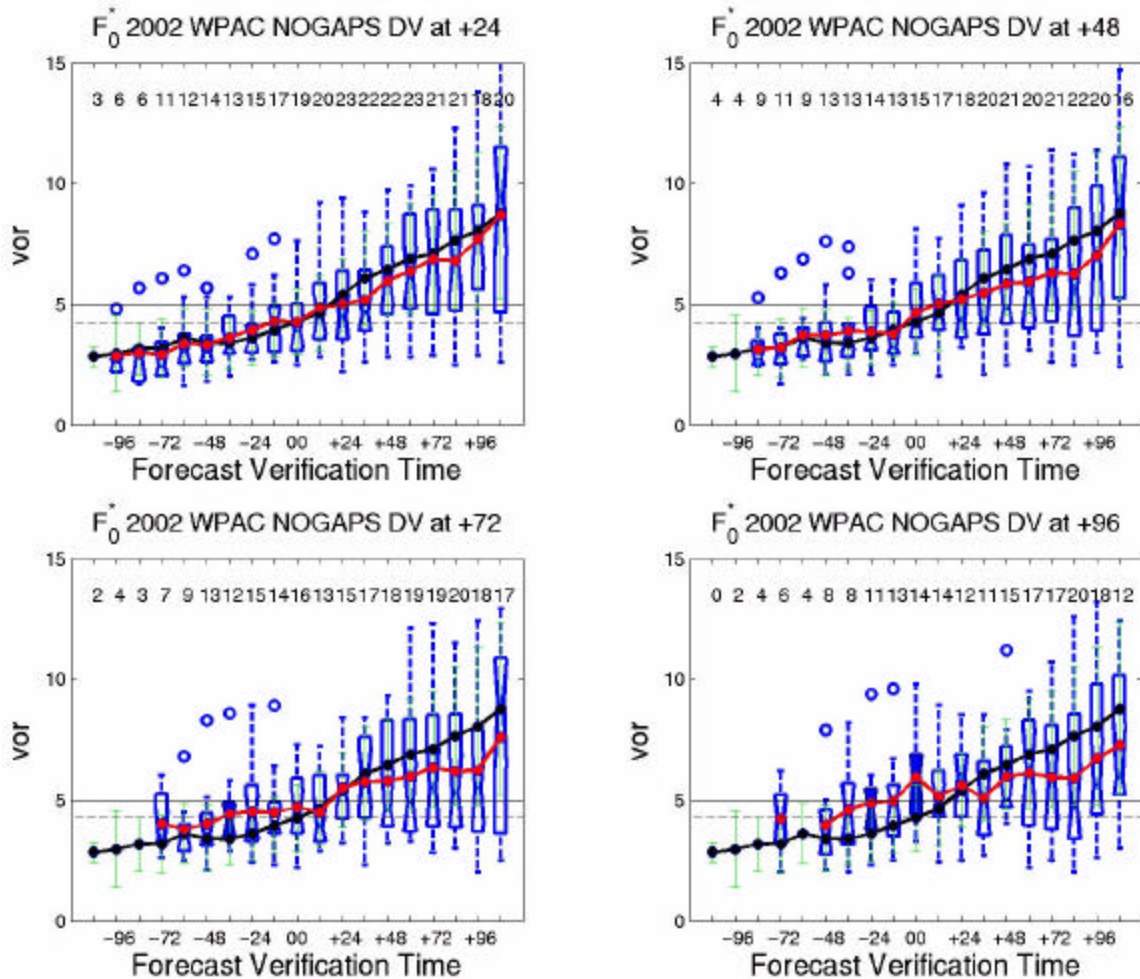 F*0 2002 WPAC NOGAPS DV at +24
15
3 6 6 11 12 14 13 15 17 19 20 23 22 22 23 21 21 18 20
10
vor
5
0
−96 −72 −48 −24 00 +24 +48 +72 +96
Forecast Verification Time
F*0 2002 WPAC NOGAPS DV at +48
15
4 4 9 11 9 13 13 14 13 15 17 18 20 21 20 21 22 20 16
10
vor
5
0
−96 −72 −48 −24 00 +24 +48 +72 +96
Forecast Verification Time
F*0 2002 WPAC NOGAPS DV at +72
15
2 4 3 7 9 13 12 15 14 16 13 15 17 18 19 19 20 18 17
10
vor
5
0
−96 −72 −48 −24 00 +24 +48 +72 +96
Forecast Verification Time
F*0 2002 WPAC NOGAPS DV at +96
15
0 2 4 6 4 8 8 11 13 14 14 12 11 15 17 17 20 18 12
10
vor
5
0
−96 −72 −48 −24 00 +24 +48 +72 +96
Forecast Verification Time